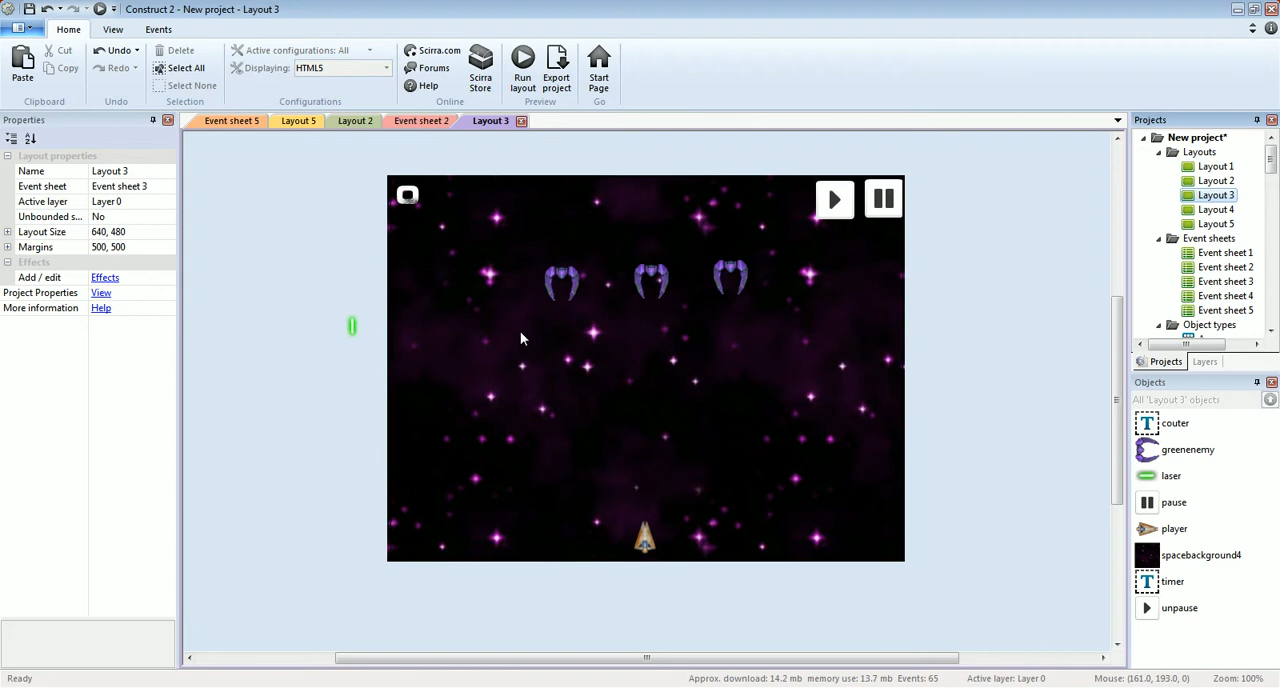 Construct 2 - New project - Layout 3
Home View Events
Paste Cut Copy Clipboard
Undo Redo Undo
Delete Select All Select None Selection
Active configurations: All
Displaying: HTML5
Configurations
Scirra.com Forums Help Scirra Store Online
Run layout Export project Preview
Start Page Go
Properties
Event sheet 5 Layout 5 Layout 2 Event sheet 2 Layout 3
Layout properties
Name Layout 3
Event sheet Event sheet 3
Active layer Layer 0
Unbounded s... No
Layout Size 640, 480
Margins 500, 500
Effects
Add / edit Effects
Project Properties View
More information Help
Projects
New project*
Layouts
Layout 1
Layout 2
Layout 3
Layout 4
Layout 5
Event sheets
Event sheet 1
Event sheet 2
Event sheet 3
Event sheet 4
Event sheet 5
Object types
Projects Layers
Objects
All 'Layout 3' objects
T couter
greenenemy
laser
pause
player
spacebackground4
T timer
unpause
Ready Approx. download: 14.2 mb memory use: 13.7 mb Events: 65 Active layer: Layer 0 Mouse: (161.0, 193.0, 0) Zoom: 100%